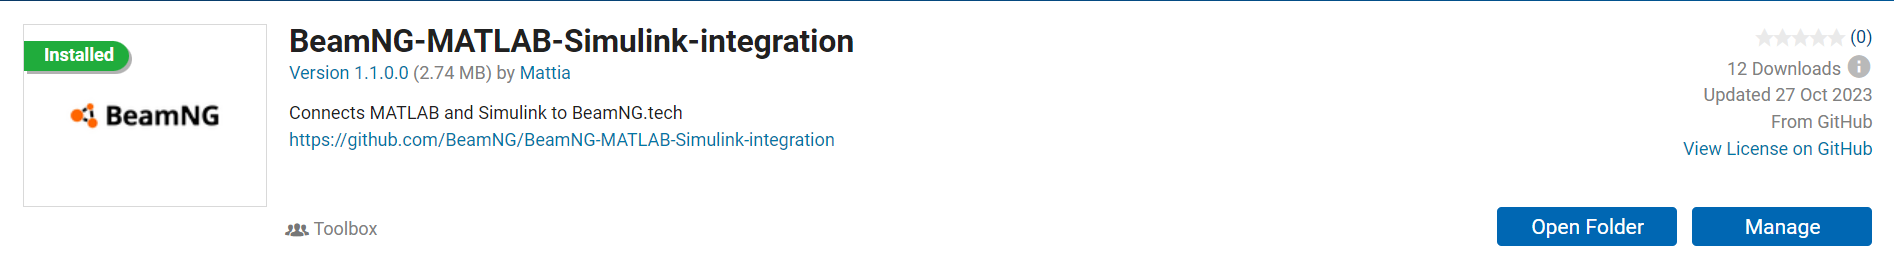 Installed
BeamNG
BeamNG-MATLAB-Simulink-integration
Version 1.1.0.0 (2.74 MB) by Mattia
Connects MATLAB and Simulink to BeamNG.tech
https://github.com/BeamNG/BeamNG-MATLAB-Simulink-integration
Toolbox
(0)
12 Downloads
Updated 27 Oct 2023
From GitHub
View License on GitHub
Open Folder
Manage